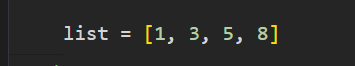 list = [1, 3, 5, 8]